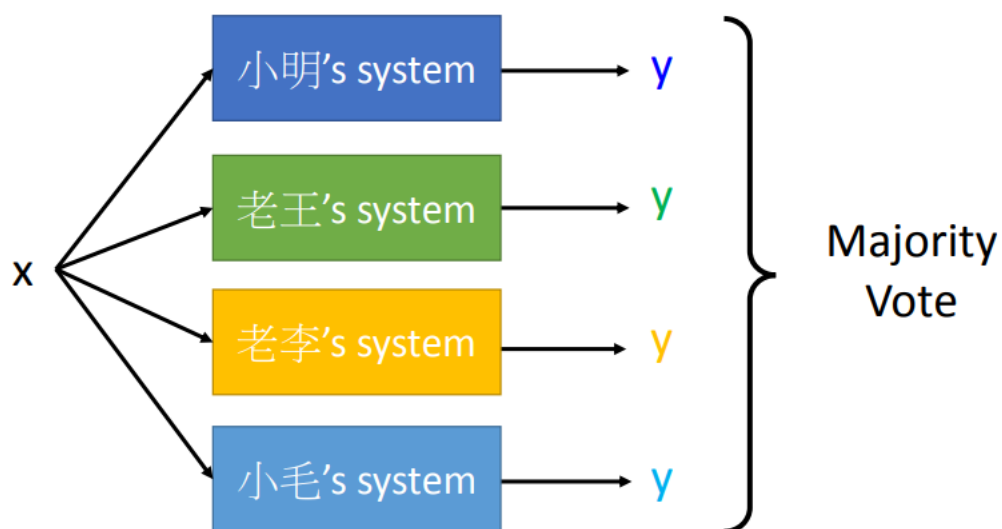 小明's system
y
老王's system
y
x
老李's system
y
小毛's system
y
Majority
Vote